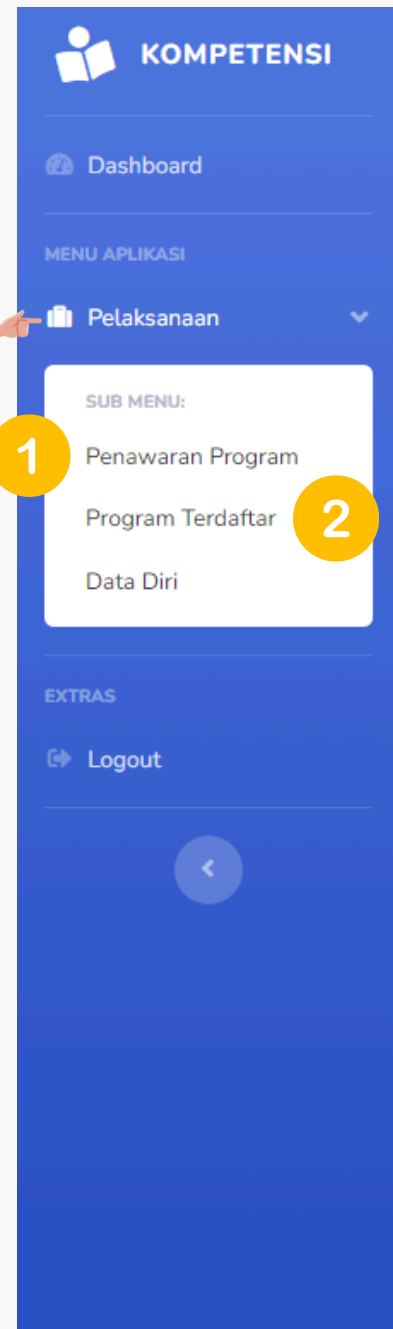 KOMPETENSI
Dashboard
MENU APLIKASI
Pelaksanaan
SUB MENU:
1
Penawaran Program
Program Terdaftar
2
Data Diri
EXTRAS
Logout